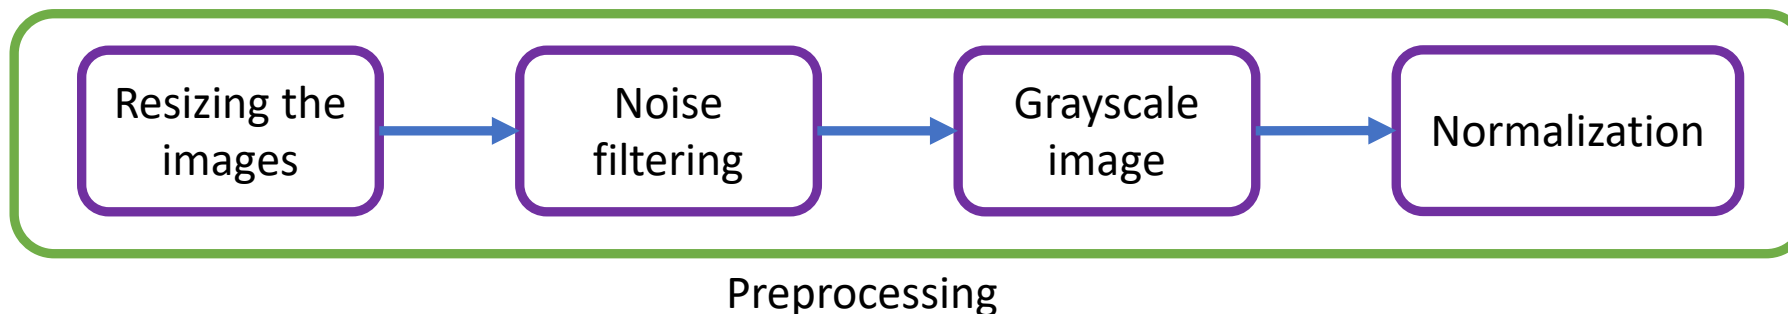 Resizing the
images
Noise
filtering
Grayscale
image
Normalization
Preprocessing